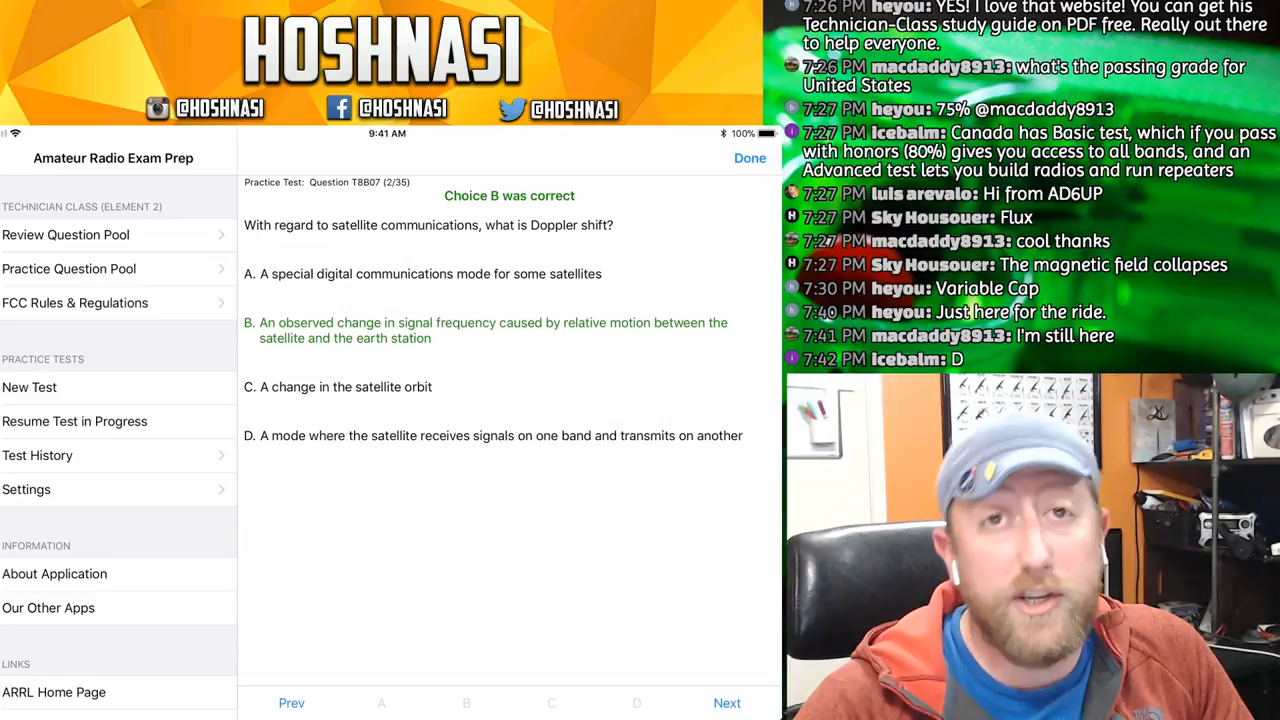 HOSHNASI
@HOSHNASI
@HOSHNASI
@HOSHNASI
9:41 AM
100%
Amateur Radio Exam Prep
Done
TECHNICIAN CLASS (ELEMENT 2)
Review Question Pool
Practice Question Pool
FCC Rules & Regulations
PRACTICE TESTS
New Test
Resume Test in Progress
Test History
Settings
INFORMATION
About Application
Our Other Apps
LINKS
ARRL Home Page
Practice Test: Question T8B07 (2/35)
Choice B was correct
With regard to satellite communications, what is Doppler shift?
A. A special digital communications mode for some satellites
B. An observed change in signal frequency caused by relative motion between the
satellite and the earth station
C. A change in the satellite orbit
D. A mode where the satellite receives signals on one band and transmits on another
Prev
A
B
C
D
Next
7:26 PM heyou: YES! I love that website! You can get his
Technician-Class study guide on PDF free. Really out there
to help everyone.
7:26 PM macdaddy8913: what's the passing grade for
United States
7:27 PM heyou: 75% @macdaddy8913
7:27 PM icebalm: Canada has Basic test, which if you pass
with honors (80%) gives you access to all bands, and an
Advanced test lets you build radios and run repeaters
7:27 PM luis arevalo: Hi from AD6UP
7:27 PM Sky Housouer: Flux
7:27 PM macdaddy8913: cool thanks
7:27 PM Sky Housouer: The magnetic field collapses
7:30 PM heyou: Variable Cap
7:40 PM heyou: Just here for the ride.
7:41 PM macdaddy8913: I'm still here
7:42 PM icebalm: D